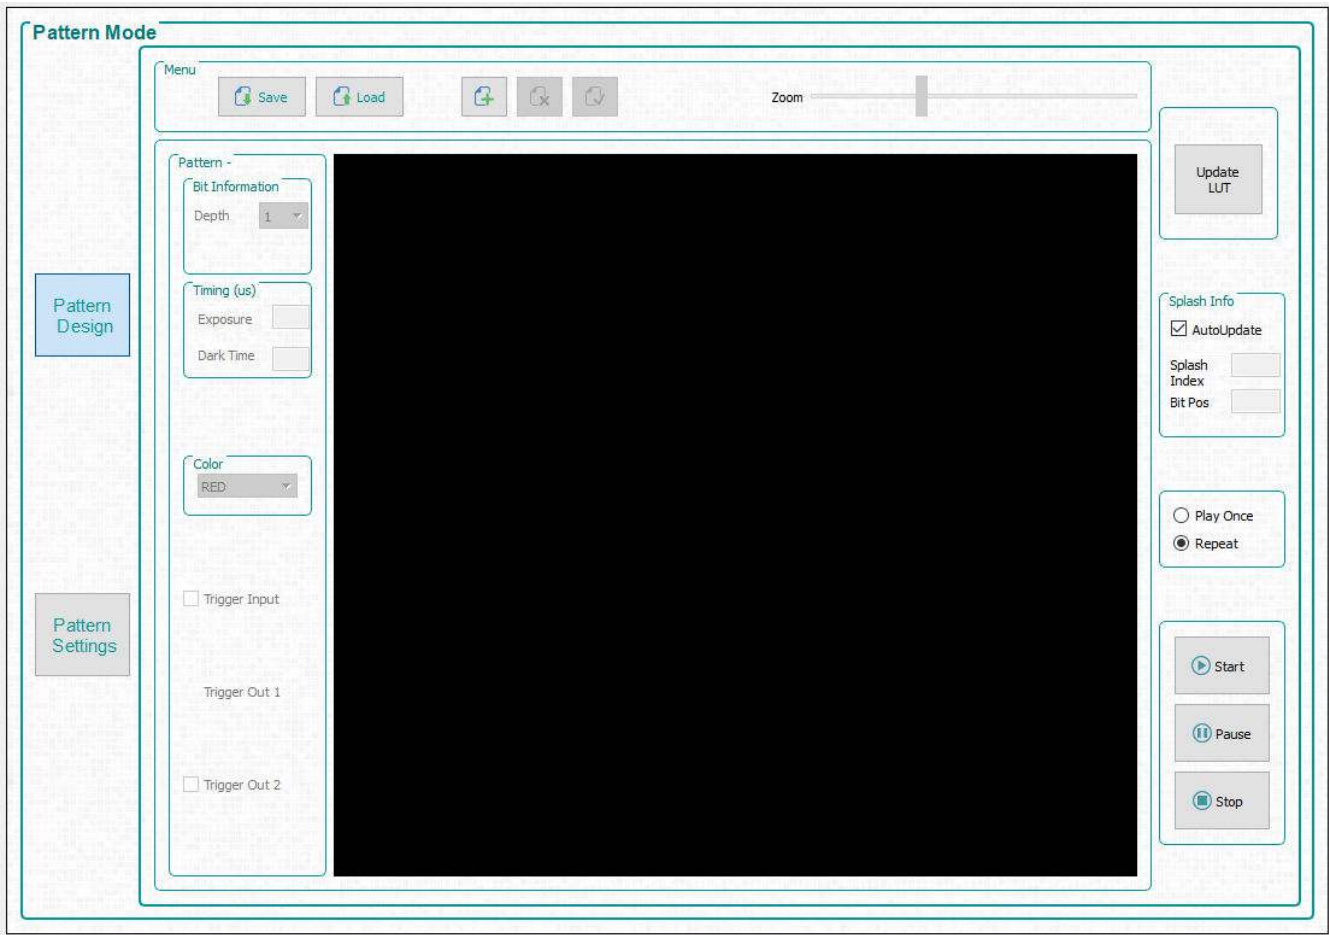 Pattern Mode
Menu
Save
Load
Zoom
Update
LUT
Pattern -
Bit Information
Depth
1
Timing (us)
Exposure
Dark Time
Color
RED
Trigger Input
Trigger Out 1
Trigger Out 2
Pattern
Design
Pattern
Settings
Splash Info
AutoUpdate
Splash
Index
Bit Pos
Play Once
Repeat
Start
Pause
Stop